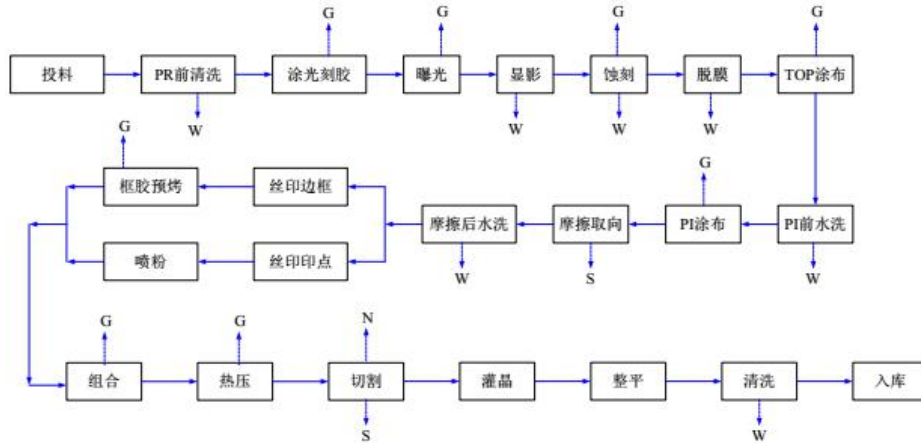 G G G G
投料 PR前清洗 涂光刻胶 曝光 显影 蚀刻 脱膜 TOP涂布
W W W W
G G
框胶预烤 丝印边框 摩擦后水洗 摩擦取向 PI涂布 PI前水洗
喷粉 丝印印点
W S W
G G N
组合 热压 切割 灌晶 整平 清洗 入库
S W